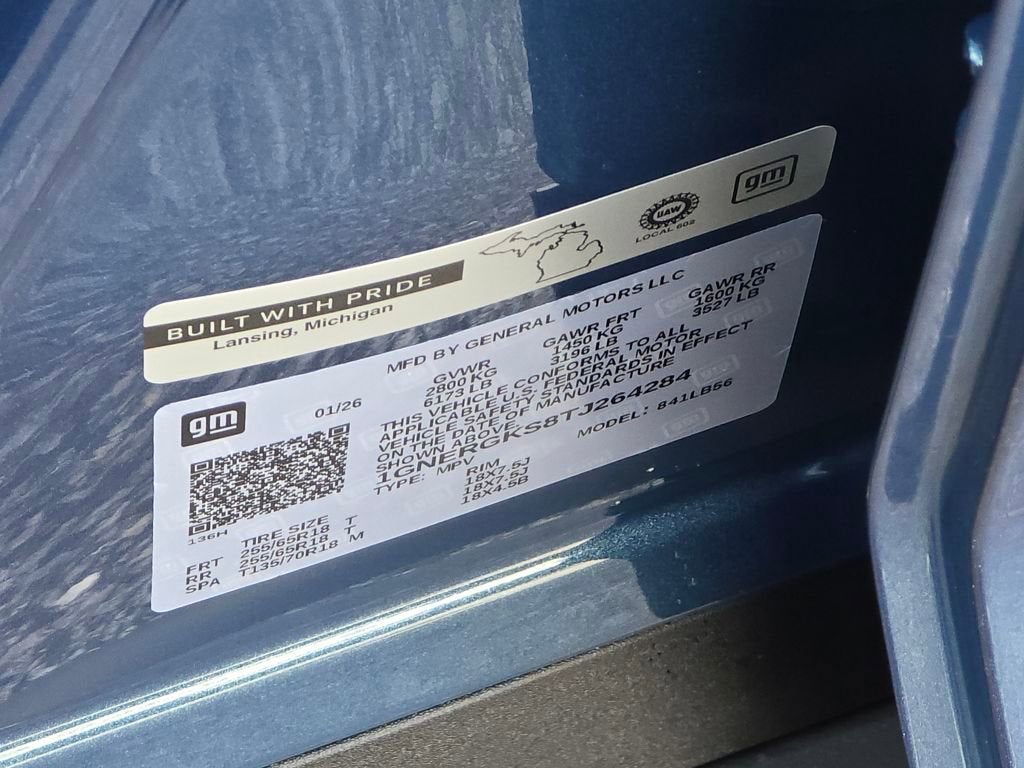 BUILT WITH PRIDE
Lansing, Michigan
UAW
LOCAL 602
gm
gm
01/26
136H
MFD BY GENERAL MOTORS LLC
GVWR GAWR FRT GAWR RR
2800 KG 1450 KG 1600 KG
6173 LB 3196 LB 3527 LB
THIS VEHICLE CONFORMS TO ALL
APPLICABLE U.S. FEDERAL MOTOR
VEHICLE SAFETY STANDARDS IN EFFECT
ON THE DATE OF MANUFACTURE
SHOWN ABOVE.
1GNERGKS8TJ264284
TYPE: MPV MODEL: 841LB56
TIRE SIZE RIM
FRT 255/65R18 T 18X7.5J
RR 255/65R18 T 18X7.5J
SPA T135/70R18 M 18X4.5B